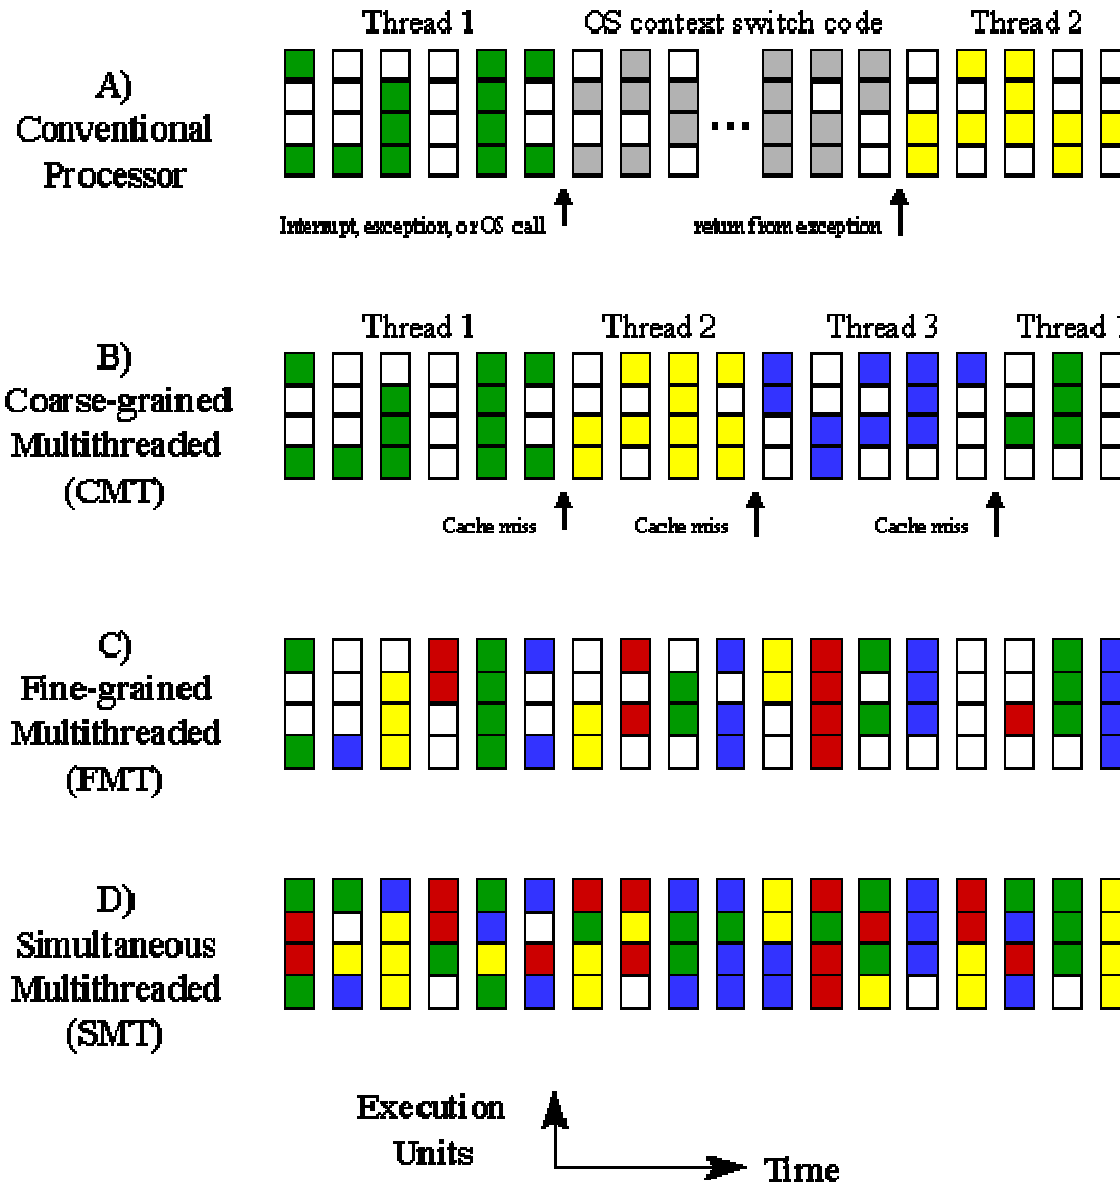 Thread 1
OS context switch code
Thread 2
A)
Conventional
Processor
...
Interrupt, exception, or OS call
return from exception
Thread 1
Thread 2
Thread 3
Thread 1
B)
Coarse-grained
Multithreaded
(CMT)
Cache miss
Cache miss
Cache miss
C)
Fine-grained
Multithreaded
(FMT)
D)
Simultaneous
Multithreaded
(SMT)
Execution
Units
Time